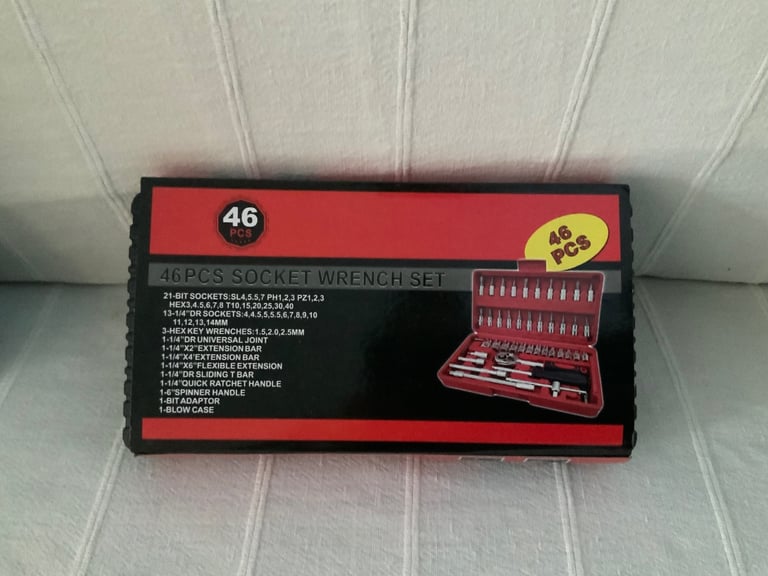 46
PCS
46
PCS
46PCS SOCKET WRENCH SET
21-BIT SOCKETS:SL4,5.5,7 PH1,2,3 PZ1,2,3
HEX3,4,5,6,7,8 T10,15,20,25,30,40
13-1/4"DR SOCKETS:4,4.5,5,5.5,6,7,8,9,10
11,12,13,14MM
3-HEX KEY WRENCHES:1.5,2.0,2.5MM
1-1/4"DR UNIVERSAL JOINT
1-1/4"X2"EXTENSION BAR
1-1/4"X4"EXTENSION BAR
1-1/4"X6"FLEXIBLE EXTENSION
1-1/4"DR SLIDING T BAR
1-1/4"QUICK RATCHET HANDLE
1-6"SPINNER HANDLE
1-BIT ADAPTOR
1-BLOW CASE